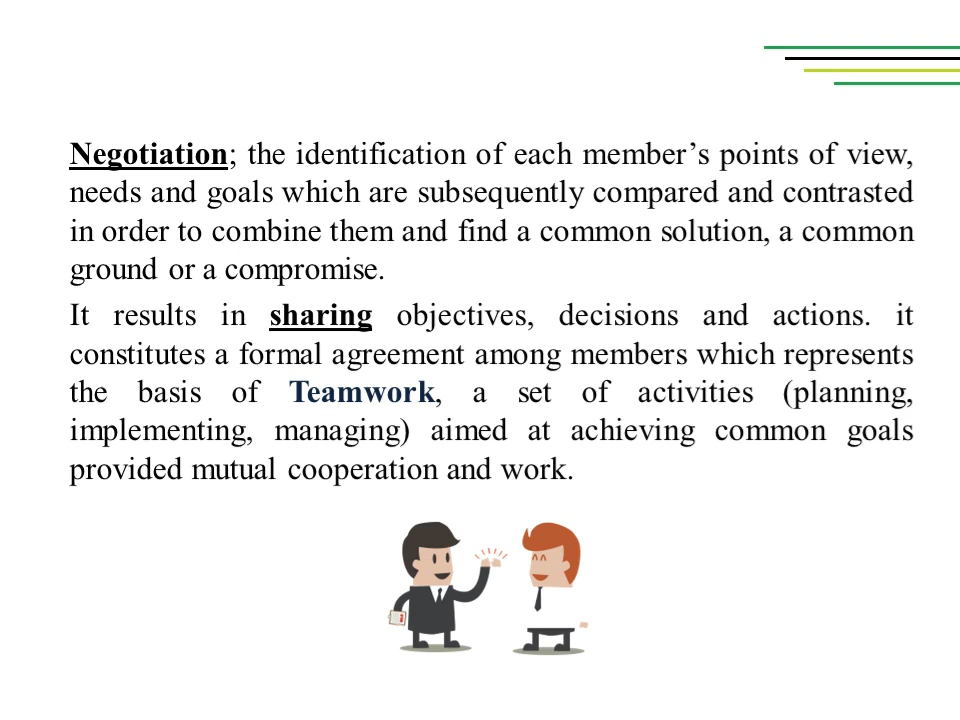 Negotiation; the identification of each member’s points of view,
needs and goals which are subsequently compared and contrasted
in order to combine them and find a common solution, a common
ground or a compromise.
It results in sharing objectives, decisions and actions. it
constitutes a formal agreement among members which represents
the basis of Teamwork, a set of activities (planning,
implementing, managing) aimed at achieving common goals
provided mutual cooperation and work.